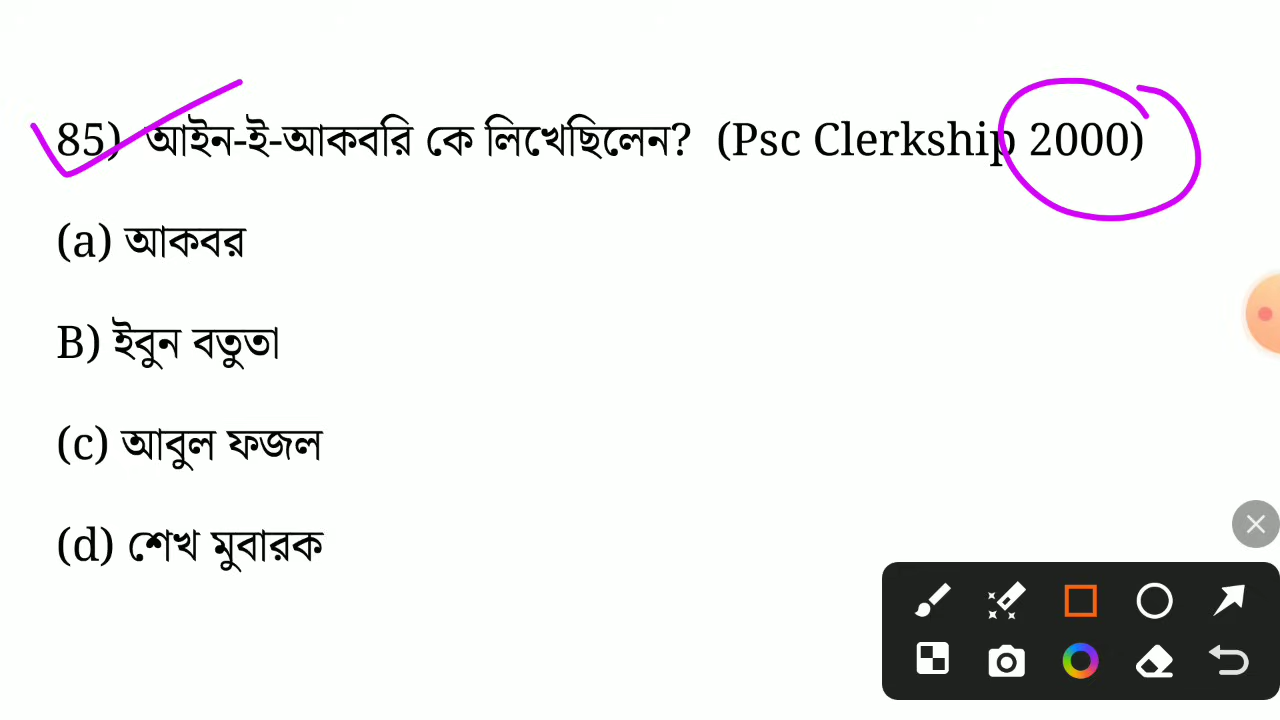 85) আইন-ই-আকবরি কে লিখেছিলেন? (Psc Clerkship 2000)
(a) আকবর
B) ইবুন বতুতা
(c) আবুল ফজল
(d) শেখ মুবারক